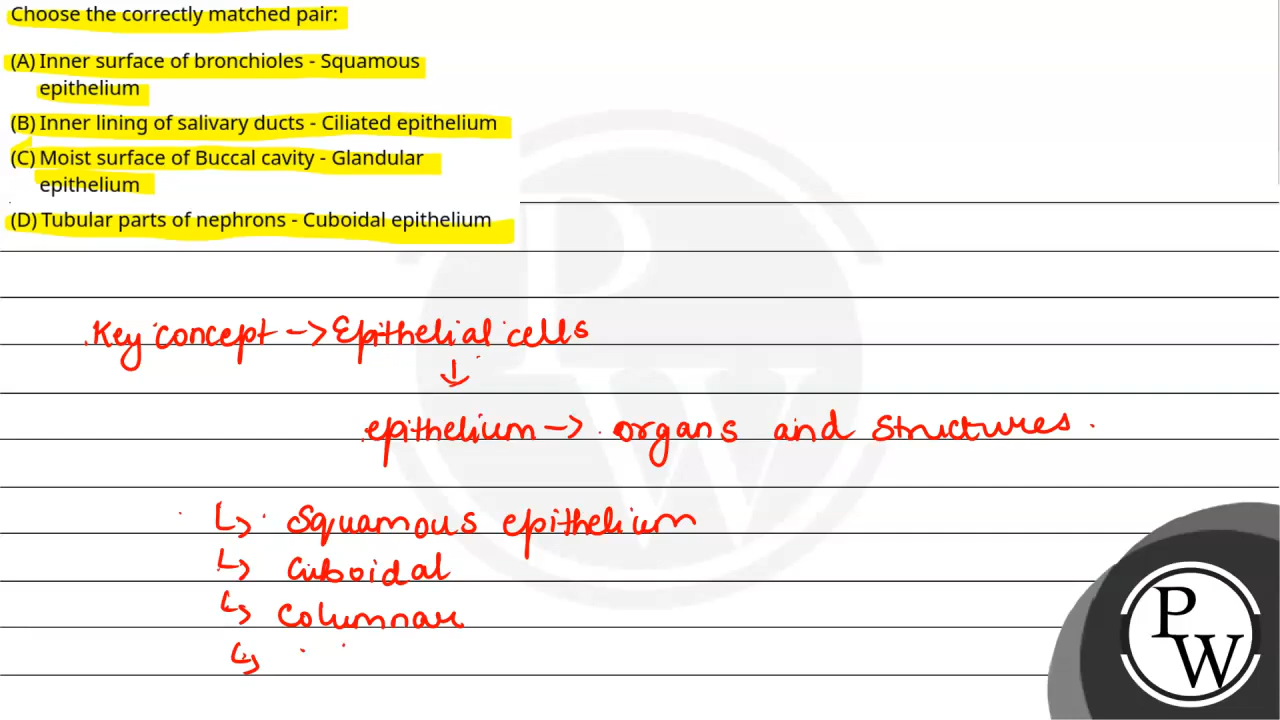 Choose the correctly matched pair:
(A) Inner surface of bronchioles - Squamous
epithelium
(B) Inner lining of salivary ducts - Ciliated epithelium
(C) Moist surface of Buccal cavity - Glandular
epithelium
(D) Tubular parts of nephrons - Cuboidal epithelium
Key concept -> Epithelial cells
↓
epithelium -> organs and structures.
↳ Squamous epithelium
↳ Cuboidal
↳ Columnar
↳
P
W
P
W